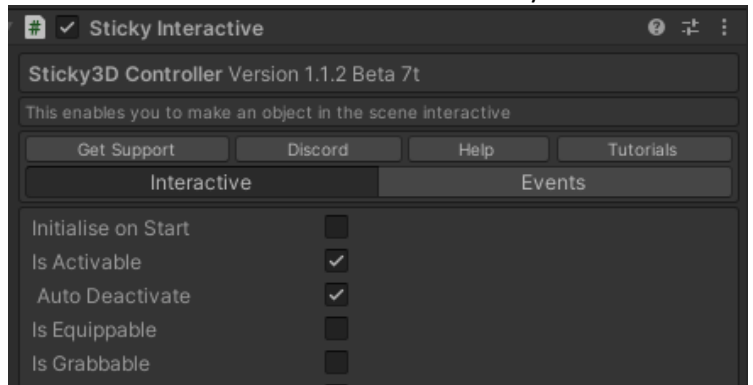 # Sticky Interactive
Sticky3D Controller Version 1.1.2 Beta 7t
This enables you to make an object in the scene interactive
Get Support Discord Help Tutorials
Interactive Events
Initialise on Start
Is Activable
Auto Deactivate
Is Equippable
Is Grabbable